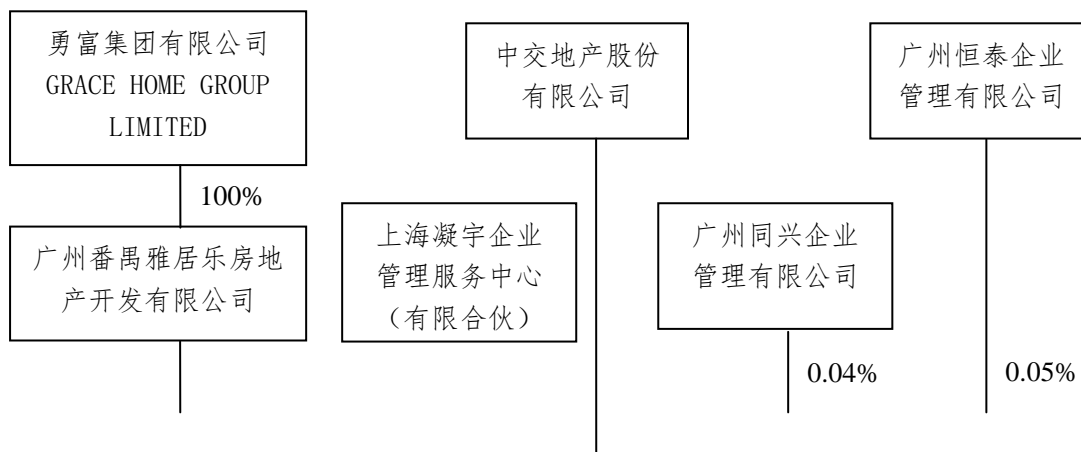 勇富集团有限公司
GRACE HOME GROUP
LIMITED
中交地产股份
有限公司
广州恒泰企业
管理有限公司
100%
广州番禺雅居乐房地
产开发有限公司
上海凝宇企业
管理服务中心
（有限合伙）
广州同兴企业
管理有限公司
0.04%
0.05%